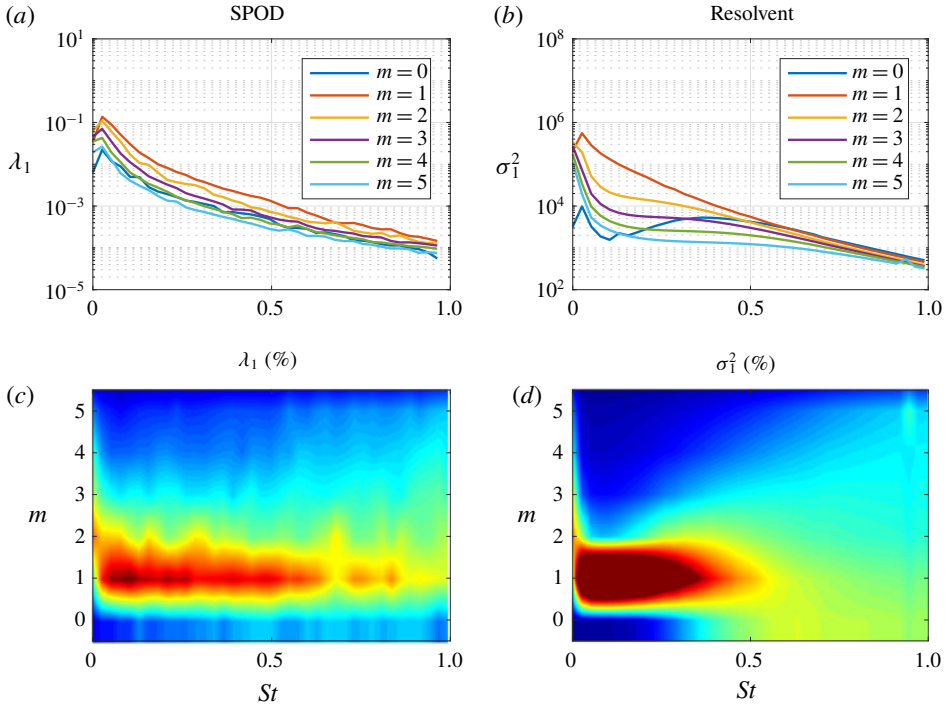 (a) SPOD
10^1
10^-1
λ_1
10^-3
10^-5
0 0.5 1.0
m = 0
m = 1
m = 2
m = 3
m = 4
m = 5
(b) Resolvent
10^8
10^6
σ_1^2
10^4
10^2
0 0.5 1.0
m = 0
m = 1
m = 2
m = 3
m = 4
m = 5
(c) λ_1 (%)
5
4
3
m
2
1
0
0 0.5 1.0
St
(d) σ_1^2 (%)
5
4
3
m
2
1
0
0 0.5 1.0
St